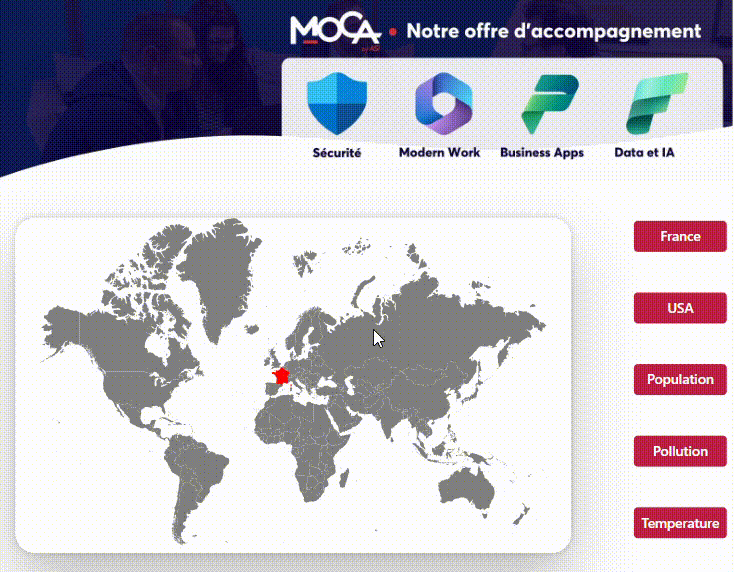 MOCA • Notre offre d'accompagnement
Sécurité
Modern Work
Business Apps
Data et IA
France
USA
Population
Pollution
Temperature